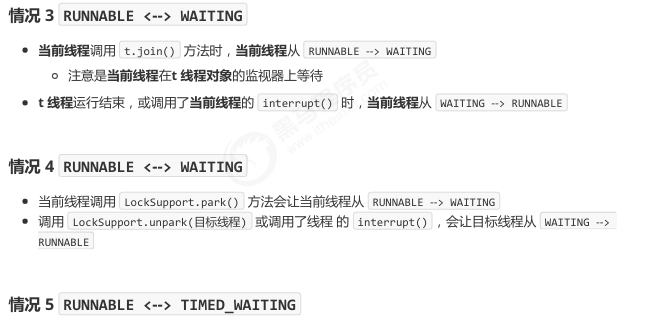 情况 3 RUNNABLE <--> WAITING
当前线程调用 t.join() 方法时，当前线程从 RUNNABLE --> WAITING
注意是当前线程在t 线程对象的监视器上等待
t 线程运行结束，或调用了当前线程的 interrupt() 时，当前线程从 WAITING --> RUNNABLE
情况 4 RUNNABLE <--> WAITING
当前线程调用 LockSupport.park() 方法会让当前线程从 RUNNABLE --> WAITING
调用 LockSupport.unpark(目标线程) 或调用了线程 的 interrupt() ，会让目标线程从 WAITING -->
RUNNABLE
情况 5 RUNNABLE <--> TIMED_WAITING